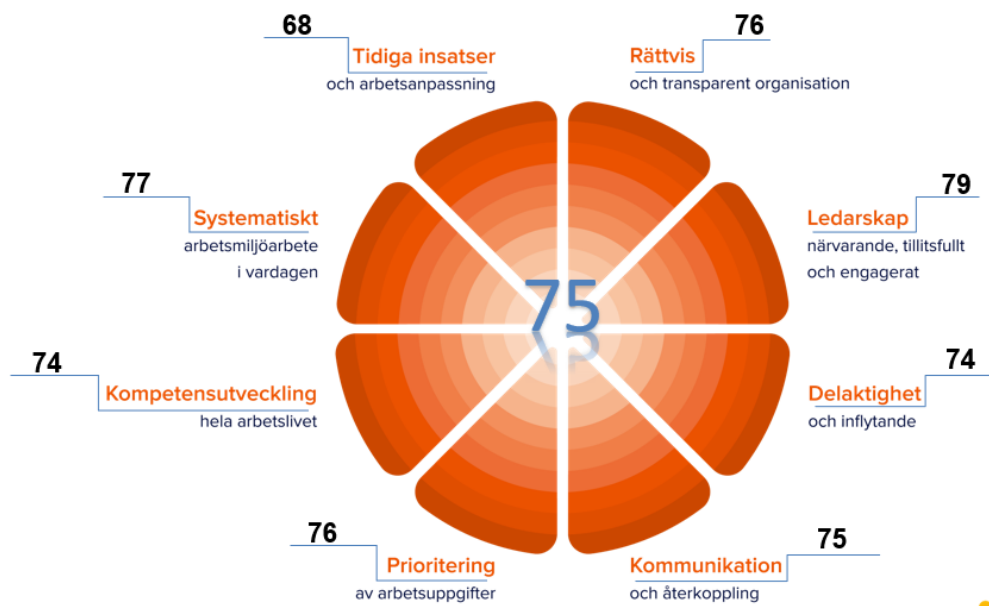 68
Tidiga insatser
och arbetsanpassning
76
Rättvis
och transparent organisation
77
Systematiskt
arbetsmiljöarbete
i vardagen
79
Ledarskap
närvarande, tillitsfullt
och engagerat
75
74
Kompetensutveckling
hela arbetslivet
74
Delaktighet
och inflytande
76
Prioritering
av arbetsuppgifter
75
Kommunikation
och återkoppling